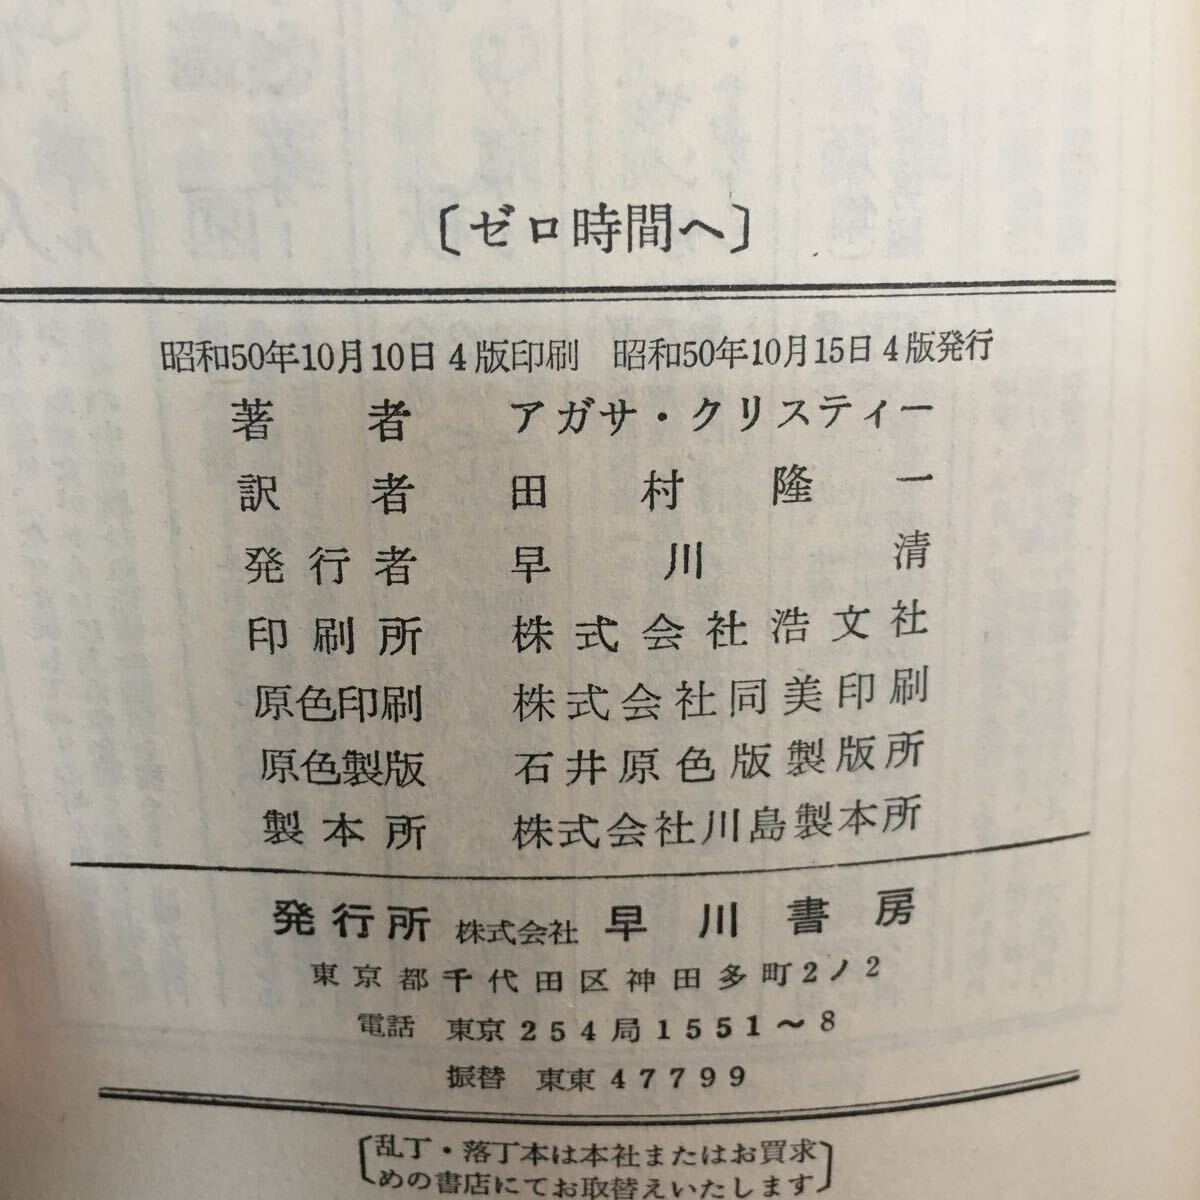 〔ゼロ時間へ〕
昭和50年10月10日4版印刷　昭和50年10月15日4版発行
著者　アガサ・クリスティー
訳者　田村隆一
発行者　早川清
印刷所　株式会社浩文社
原色印刷　株式会社同美印刷
原色製版　石井原色版製版所
製本所　株式会社川島製本所
発行所　株式会社　早川書房
東京都千代田区神田多町2ノ2
電話　東京254局1551～8
振替　東東47799
〔乱丁・落丁本は本社またはお買求
めの書店にてお取替えいたします〕